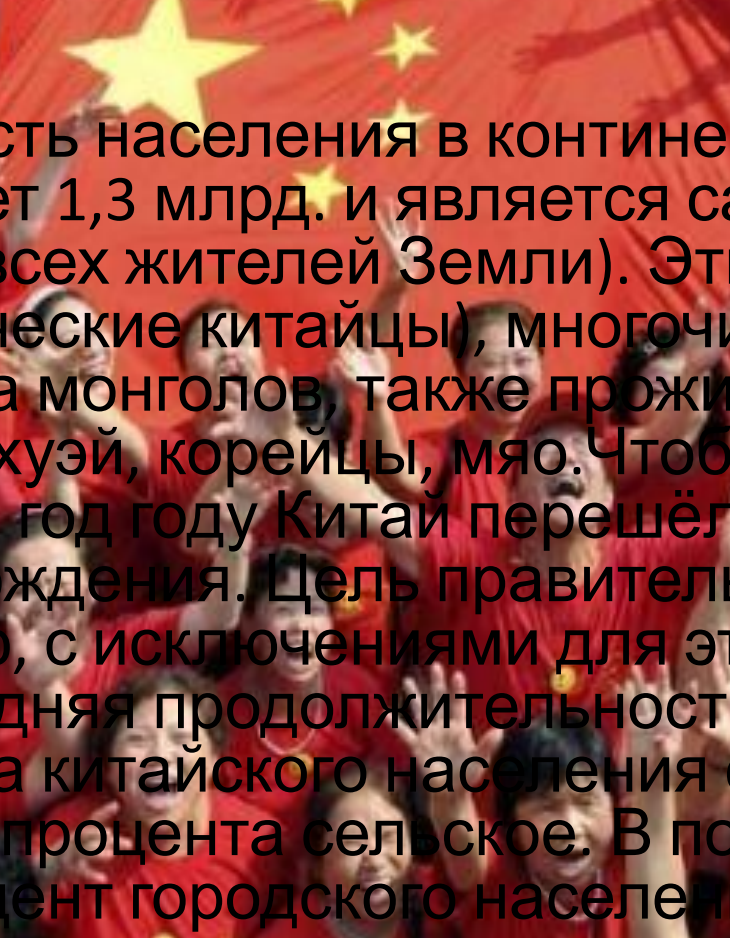 сть населения в контине
ет 1,3 млрд. и является са
всех жителей Земли). Эти
ческие китайцы), многочи
а монголов, также прожи
хуэй, корейцы, мяо.Чтоб
год году Китай перешёл
ождения. Цель правитель
о, с исключениями для эт
дняя продолжительност
а китайского населения с
процента сельское. В по
цент городского населен